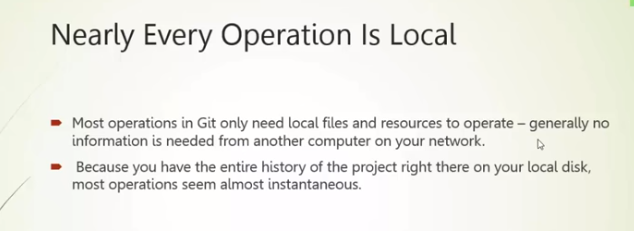 Nearly Every Operation Is Local
Most operations in Git only need local files and resources to operate – generally no
information is needed from another computer on your network.
Because you have the entire history of the project right there on your local disk,
most operations seem almost instantaneous.